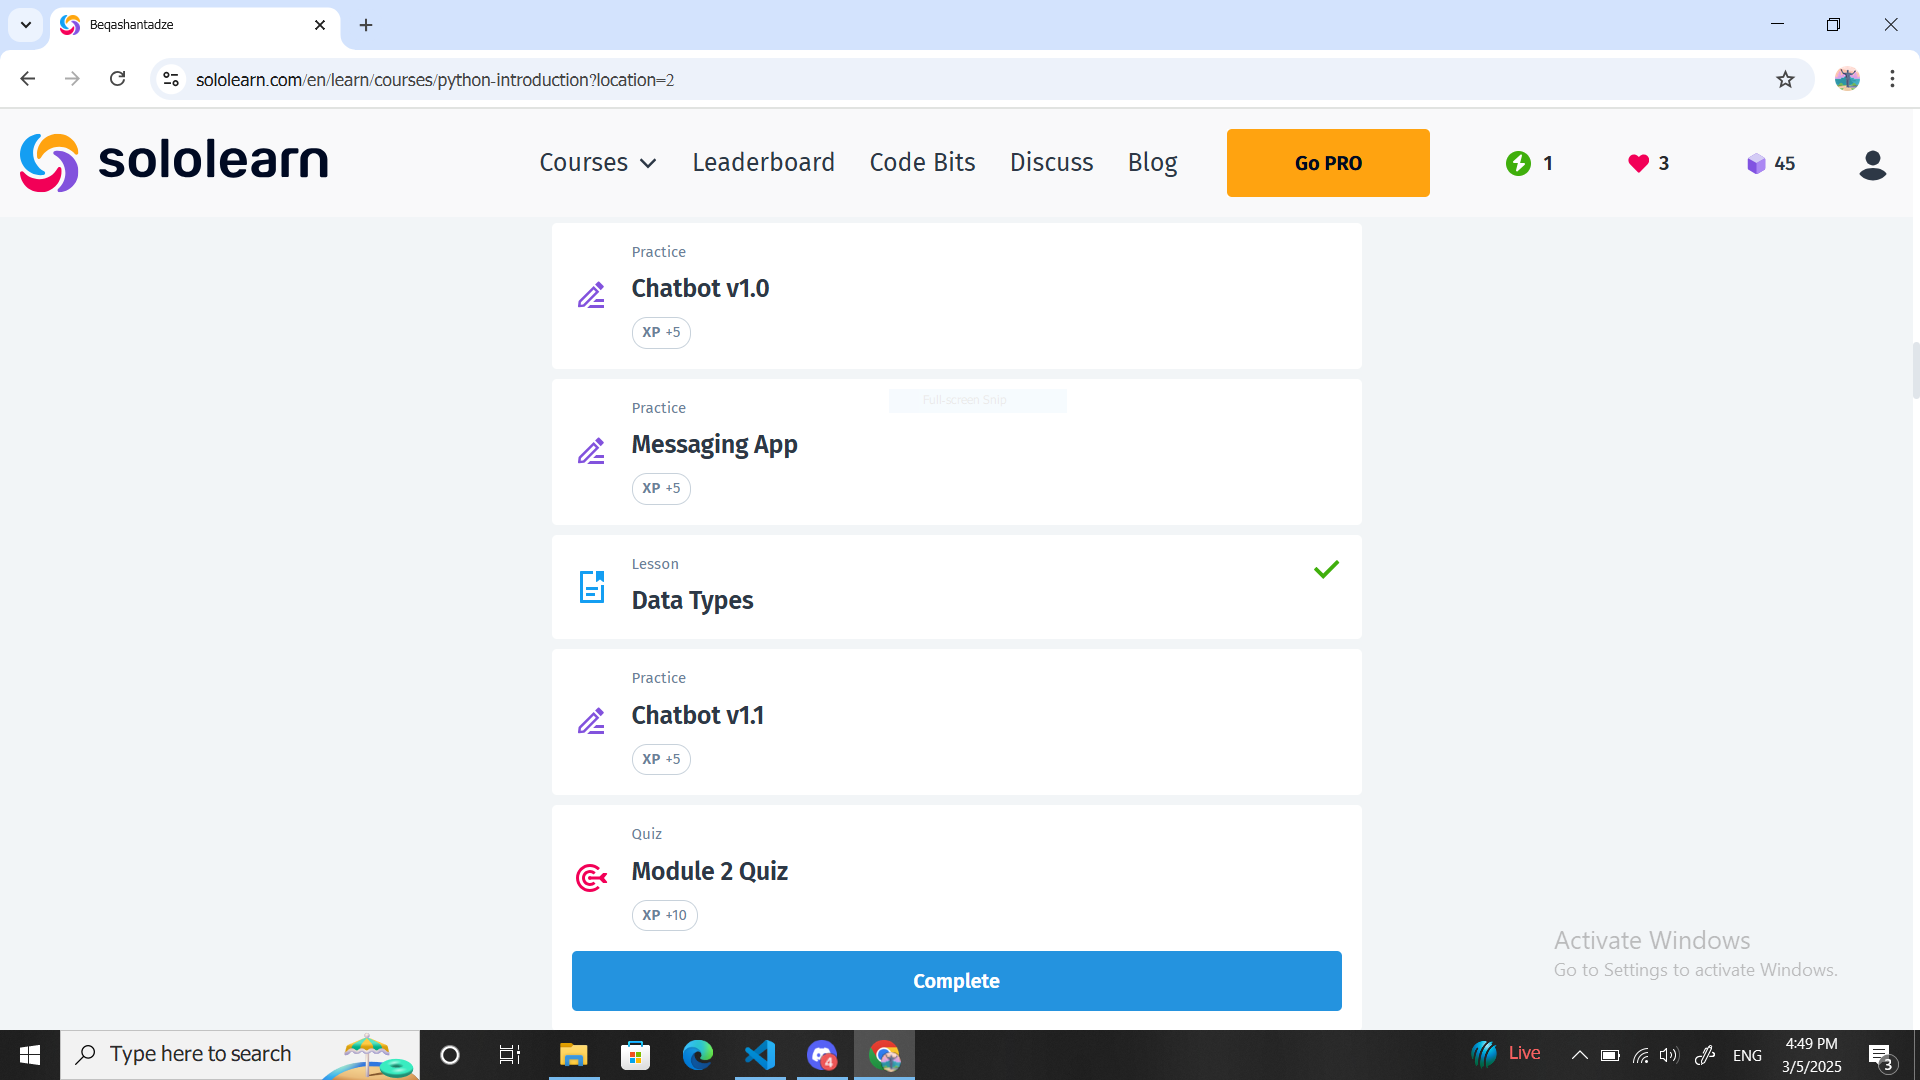 Beqashantadze
sololearn.com/en/learn/courses/python-introduction?location=2
sololearn
Courses Leaderboard Code Bits Discuss Blog Go PRO 1 3 45
Practice
Chatbot v1.0
XP +5
Full-screen Snip
Practice
Messaging App
XP +5
Lesson
Data Types
Practice
Chatbot v1.1
XP +5
Quiz
Module 2 Quiz
XP +10
Complete
Activate Windows
Go to Settings to activate Windows.
Type here to search
4
Live
ENG
4:49 PM
3/5/2025
3